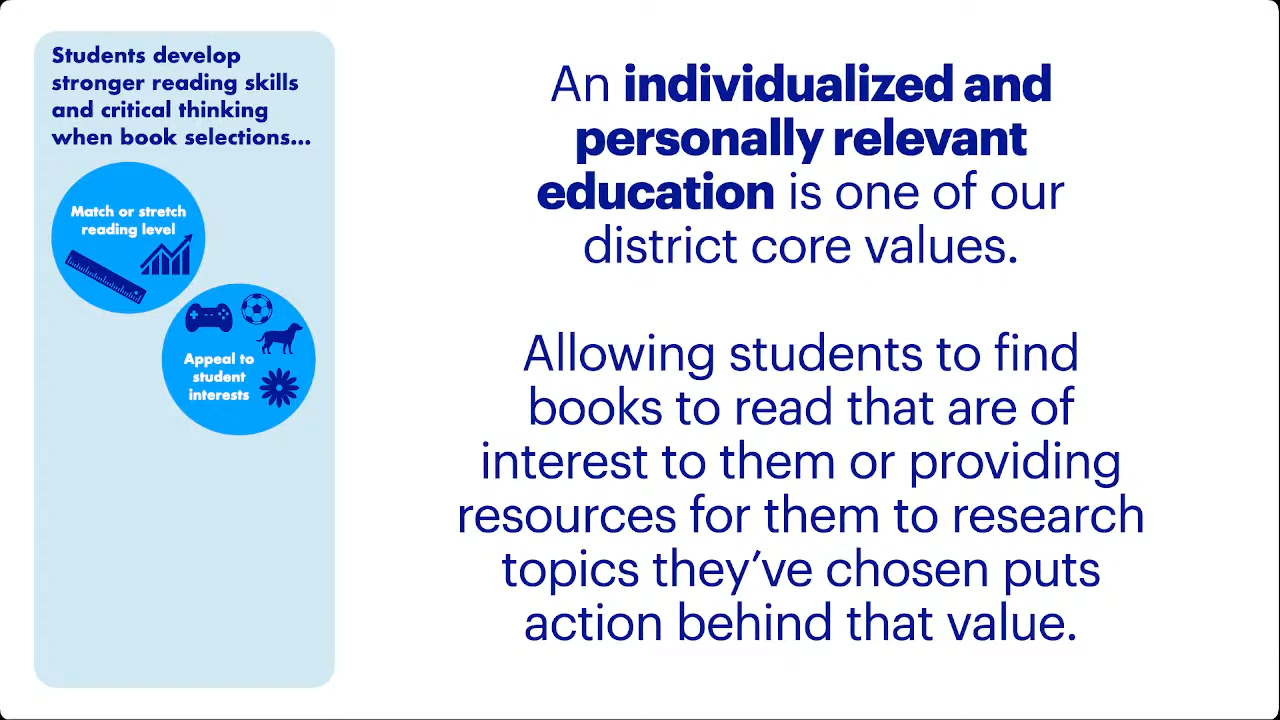 Students develop
stronger reading skills
and critical thinking
when book selections...
Match or stretch
reading level
Appeal to
student
interests
An individualized and
personally relevant
education is one of our
district core values.
Allowing students to find
books to read that are of
interest to them or providing
resources for them to research
topics they’ve chosen puts
action behind that value.